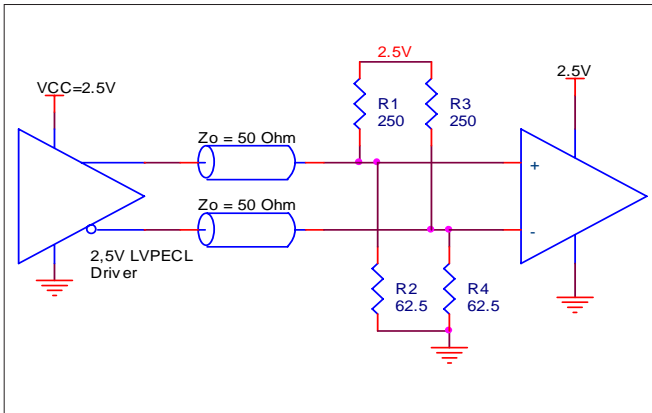 2.5V
VCC=2.5V
2.5V
R1
250
R3
250
Zo = 50 Ohm
+
Zo = 50 Ohm
-
2,5V LVPECL
Driver
R2
62.5
R4
62.5